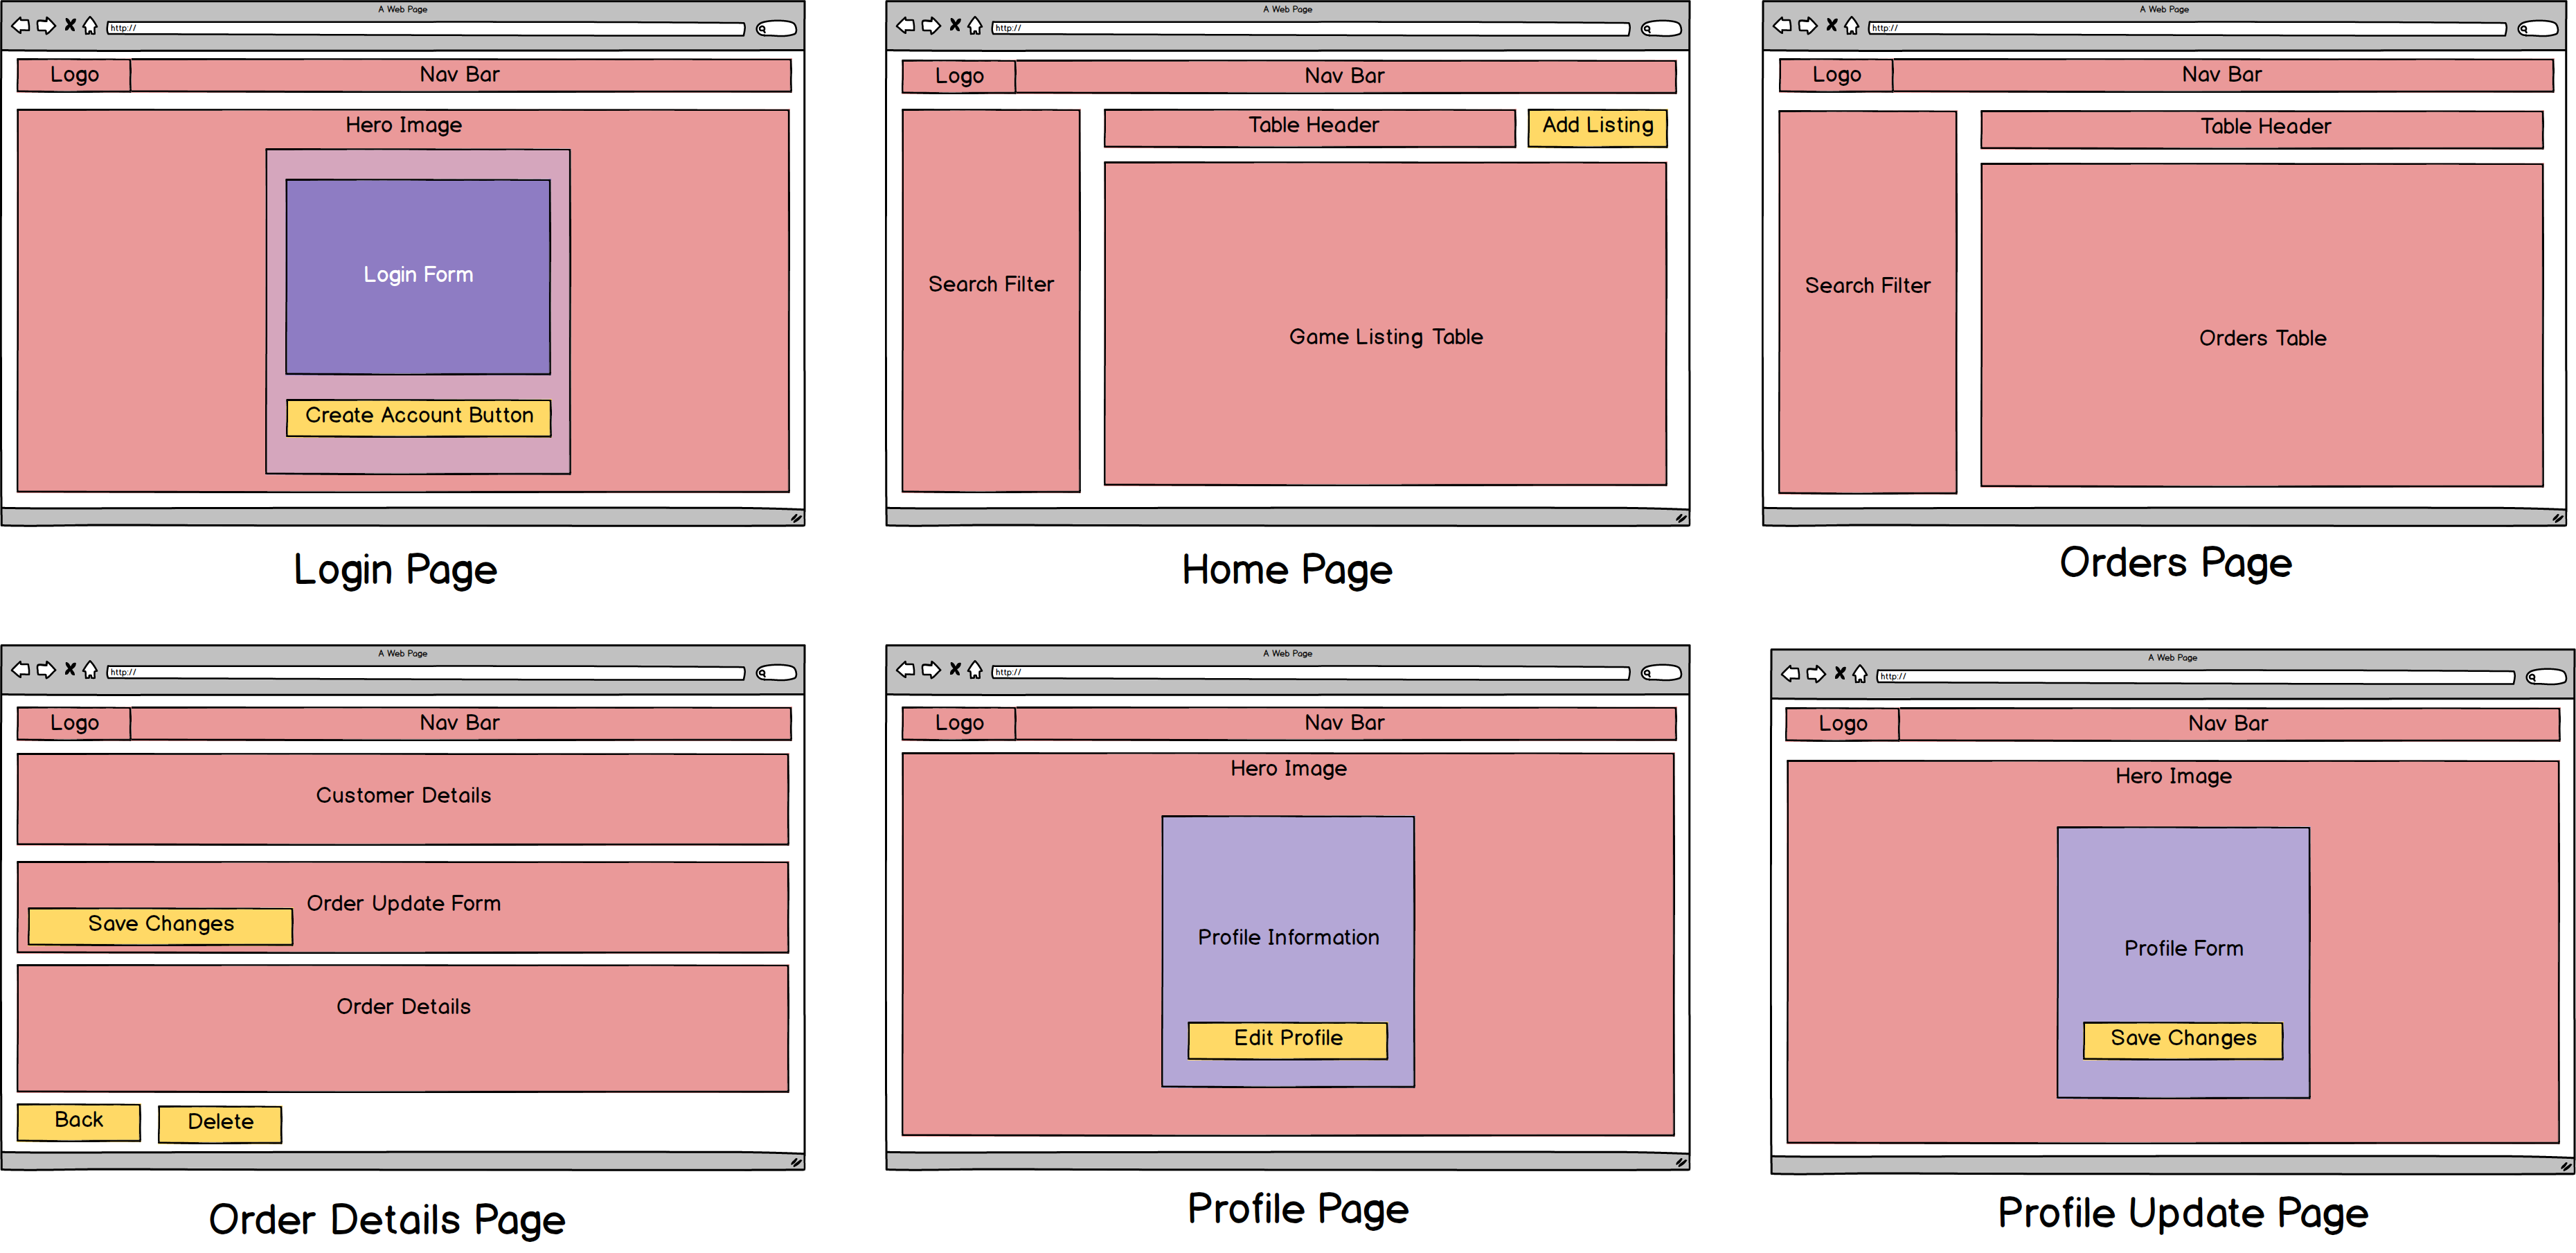 A Web Page
http://
Logo
Nav Bar
Hero Image
Login Form
Create Account Button
Login Page
A Web Page
http://
Logo
Nav Bar
Table Header
Add Listing
Search Filter
Game Listing Table
Home Page
A Web Page
http://
Logo
Nav Bar
Table Header
Search Filter
Orders Table
Orders Page
A Web Page
http://
Logo
Nav Bar
Customer Details
Order Update Form
Save Changes
Order Details
Back
Delete
Order Details Page
A Web Page
http://
Logo
Nav Bar
Hero Image
Profile Information
Edit Profile
Profile Page
A Web Page
http://
Logo
Nav Bar
Hero Image
Profile Form
Save Changes
Profile Update Page